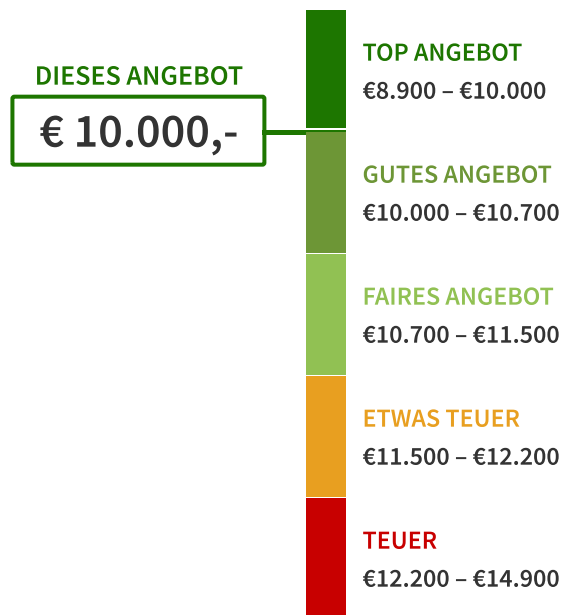 DIESES ANGEBOT
€ 10.000,-
TOP ANGEBOT
€8.900 – €10.000
GUTES ANGEBOT
€10.000 – €10.700
FAIRES ANGEBOT
€10.700 – €11.500
ETWAS TEUER
€11.500 – €12.200
TEUER
€12.200 – €14.900